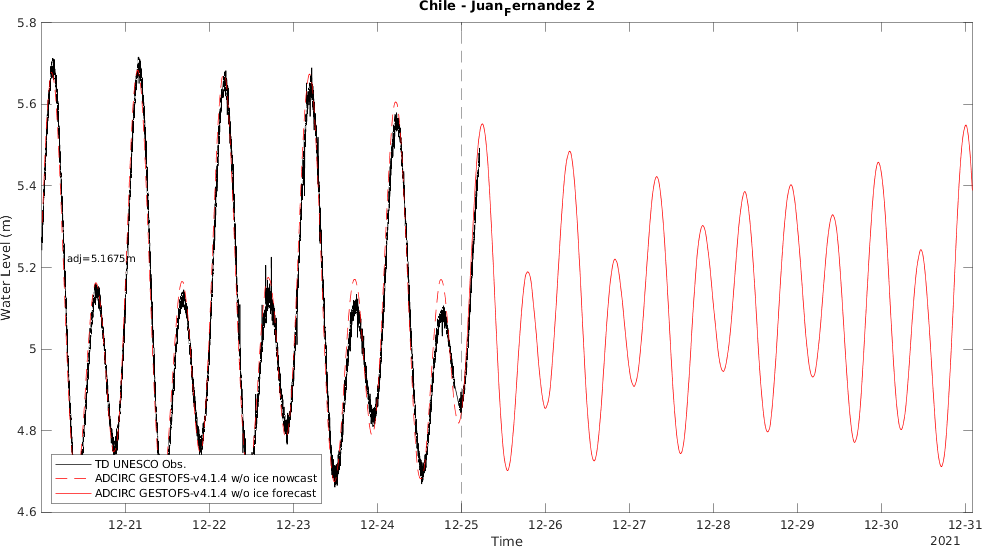 Chile - Juan_Fernandez 2
5.8
5.6
5.4
5.2
5
4.8
4.6
Water Level (m)
adj=5.1675m
TD UNESCO Obs.
ADCIRC GESTOFS-v4.1.4 w/o ice nowcast
ADCIRC GESTOFS-v4.1.4 w/o ice forecast
12-21 12-22 12-23 12-24 12-25 12-26 12-27 12-28 12-29 12-30 12-31
Time
2021